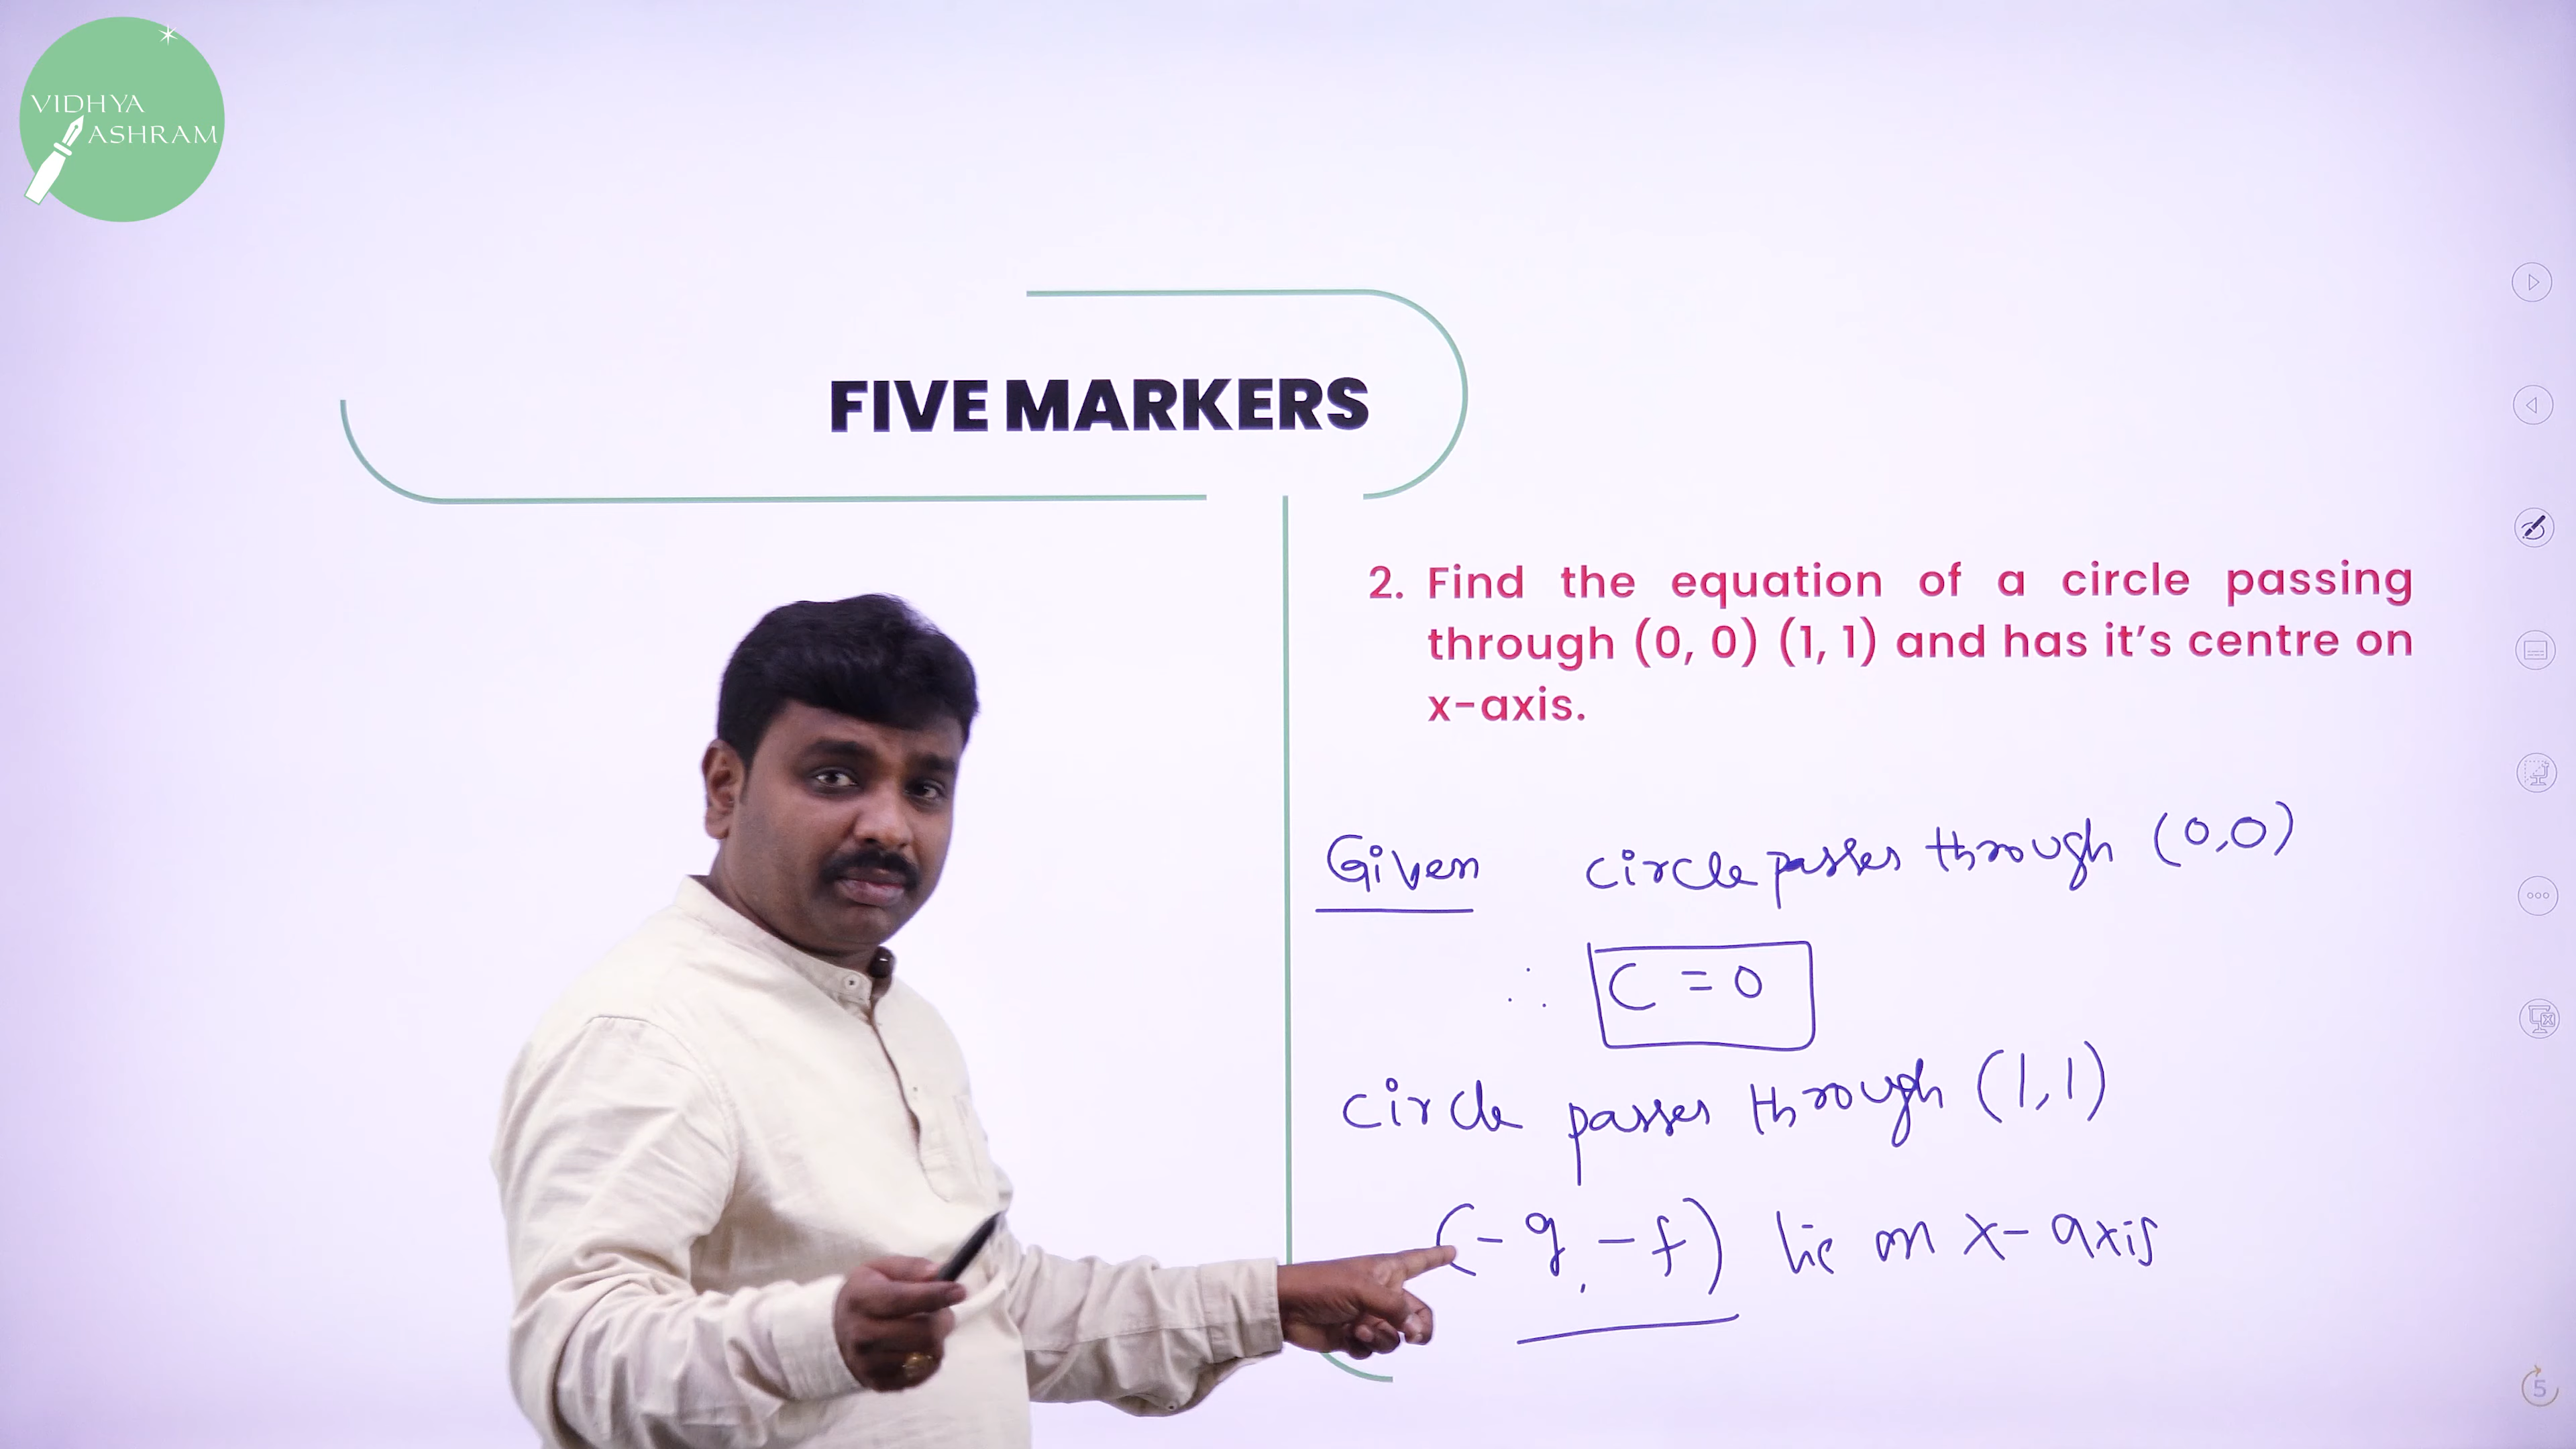 VIDHYA
ASHRAM
FIVE MARKERS
2. Find the equation of a circle passing
through (0, 0) (1, 1) and has it’s centre on
x-axis.
Given circle passes through (0,0)
∴ C = 0
circle passes through (1,1)
(-g, -f) lie on x-axis
5